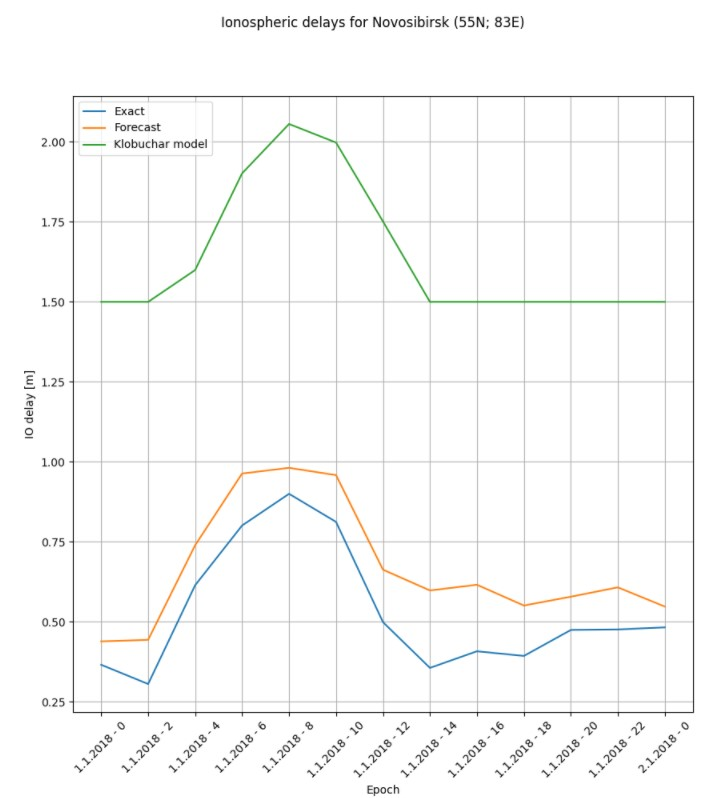 Ionospheric delays for Novosibirsk (55N; 83E)
Exact
Forecast
Klobuchar model
2.00
1.75
1.50
1.25
1.00
0.75
0.50
0.25
IO delay [m]
1.1.2018 - 0
1.1.2018 - 2
1.1.2018 - 4
1.1.2018 - 6
1.1.2018 - 8
1.1.2018 - 10
1.1.2018 - 12
1.1.2018 - 14
1.1.2018 - 16
1.1.2018 - 18
1.1.2018 - 20
1.1.2018 - 22
2.1.2018 - 0
Epoch